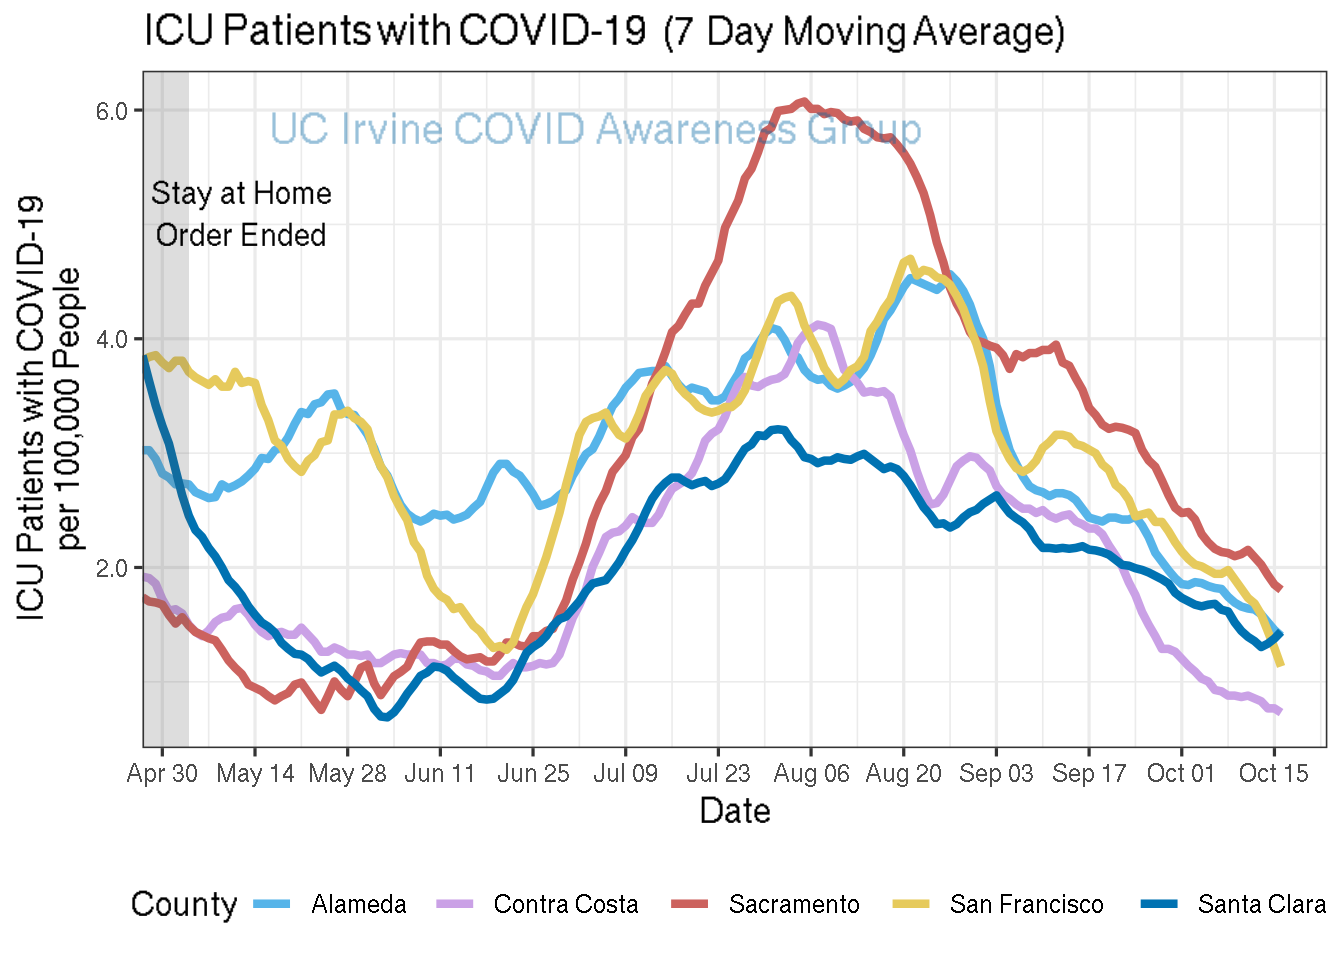 ICU Patients with COVID-19 (7 Day Moving Average)
UC Irvine COVID Awareness Group
Stay at Home
Order Ended
ICU Patients with COVID-19
per 100,000 People
6.0
4.0
2.0
Apr 30 May 14 May 28 Jun 11 Jun 25 Jul 09 Jul 23 Aug 06 Aug 20 Sep 03 Sep 17 Oct 01 Oct 15
Date
County Alameda Contra Costa Sacramento San Francisco Santa Clara